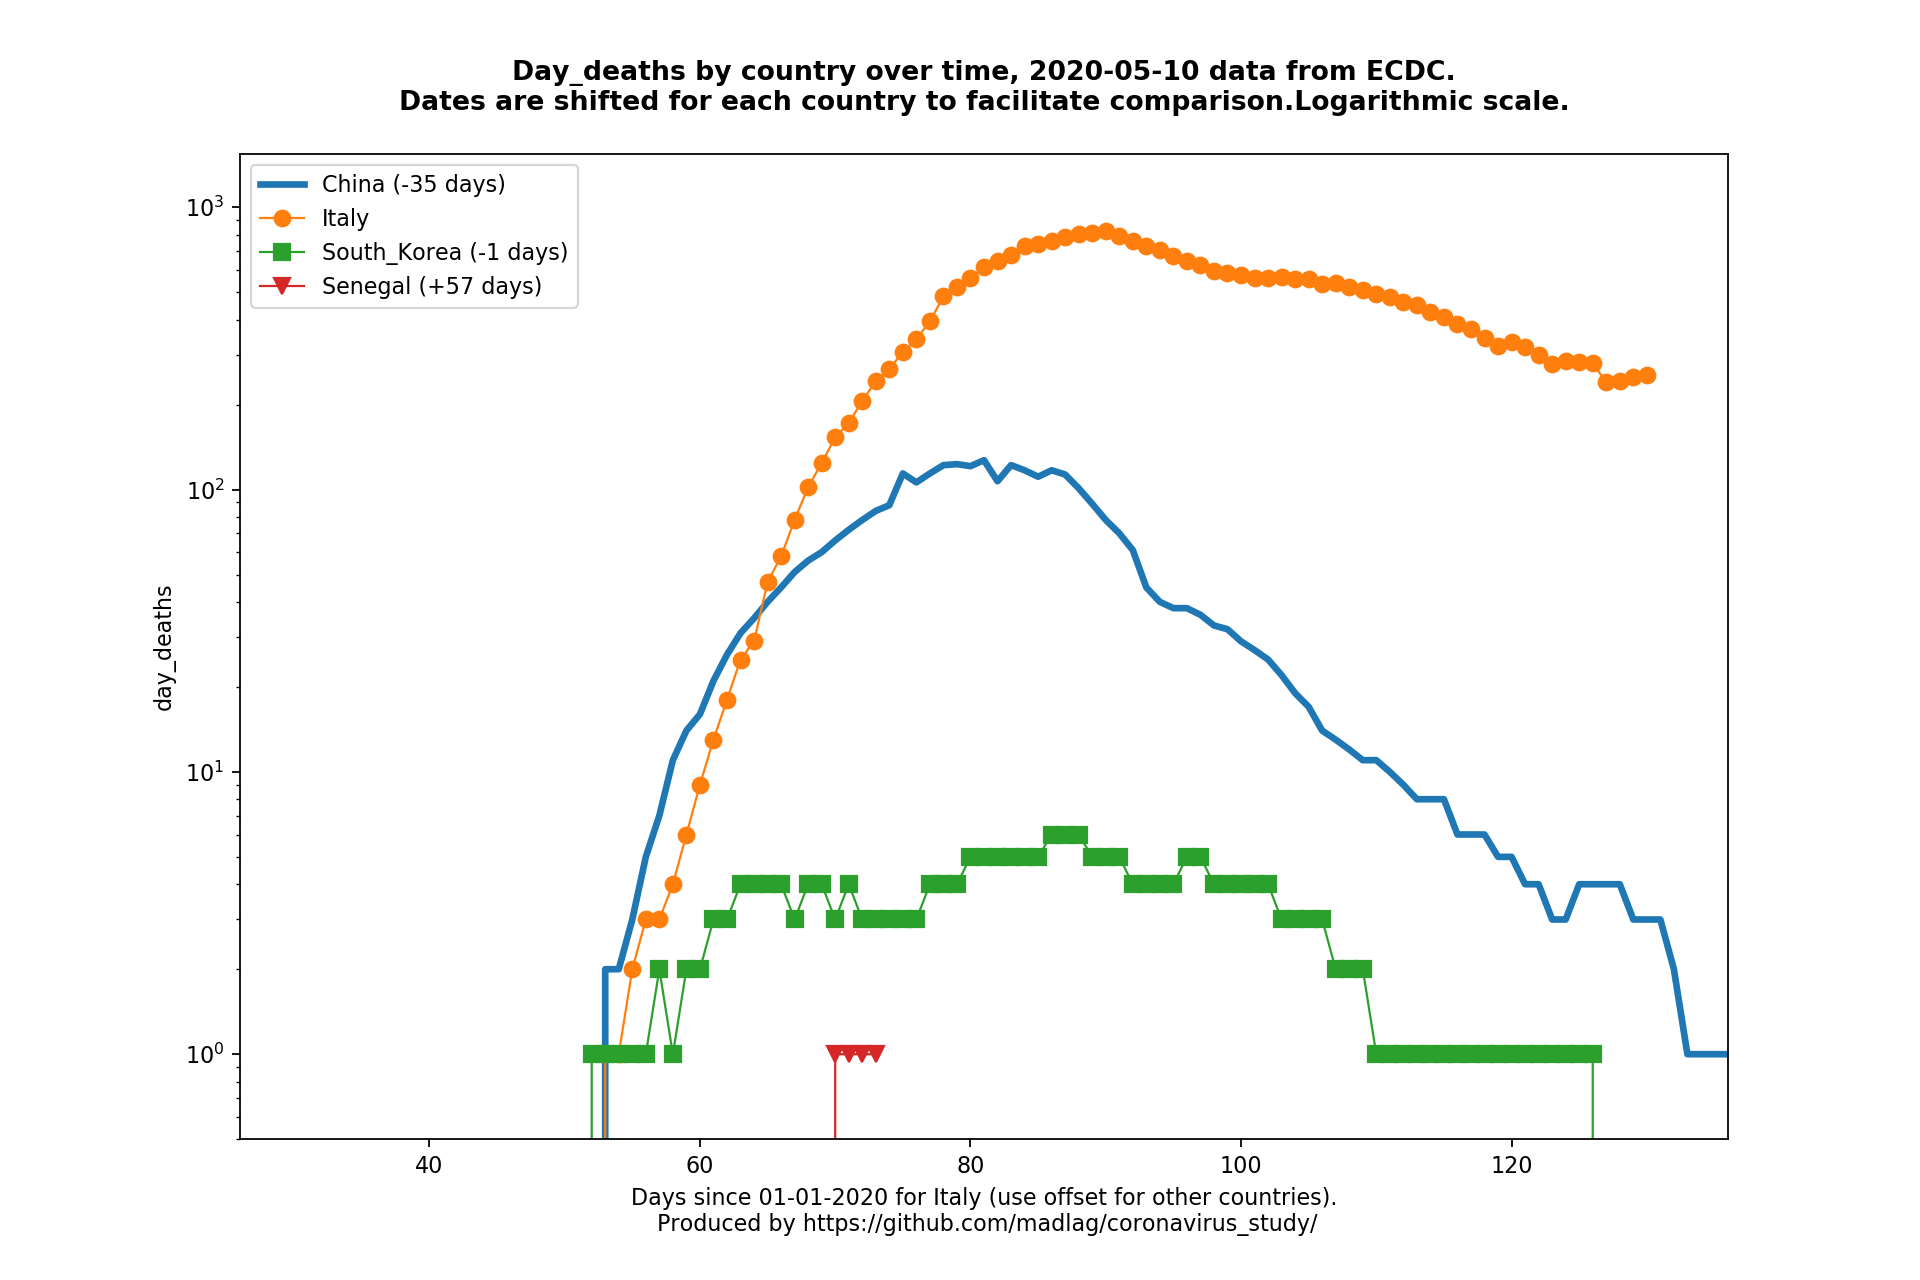 Day_deaths by country over time, 2020-05-10 data from ECDC.
Dates are shifted for each country to facilitate comparison.Logarithmic scale.
China (-35 days)
Italy
South_Korea (-1 days)
Senegal (+57 days)
10³
10²
10¹
10⁰
day_deaths
40 60 80 100 120
Days since 01-01-2020 for Italy (use offset for other countries).
Produced by https://github.com/madlag/coronavirus_study/